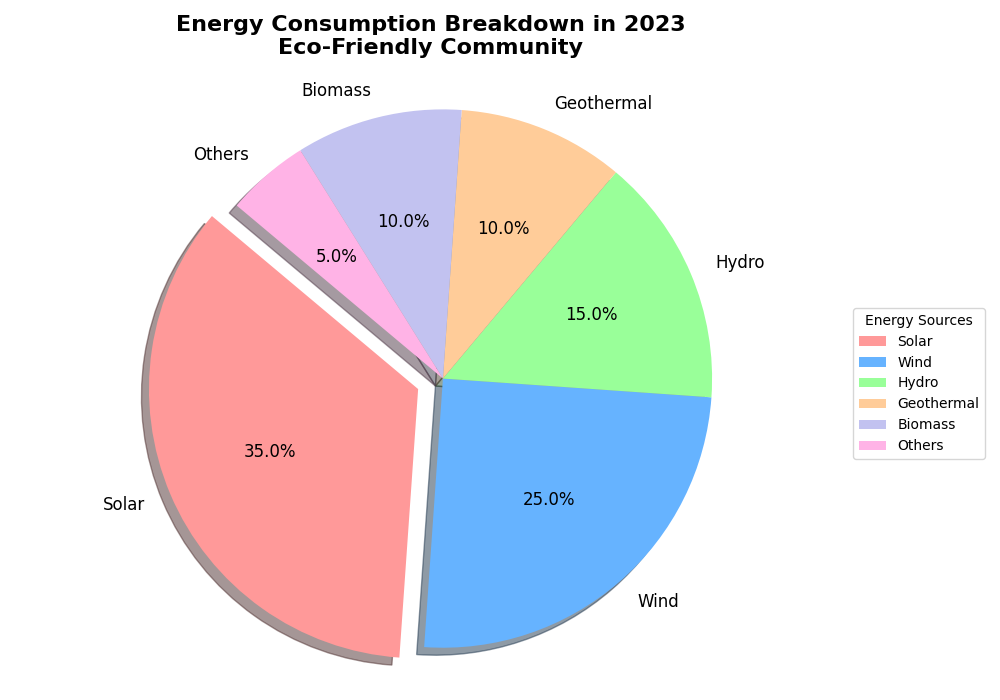 Energy Consumption Breakdown in 2023
Eco-Friendly Community
Biomass
Geothermal
Others
Hydro
Solar
Wind
10.0%
10.0%
5.0%
15.0%
35.0%
25.0%
Energy Sources
Solar
Wind
Hydro
Geothermal
Biomass
Others